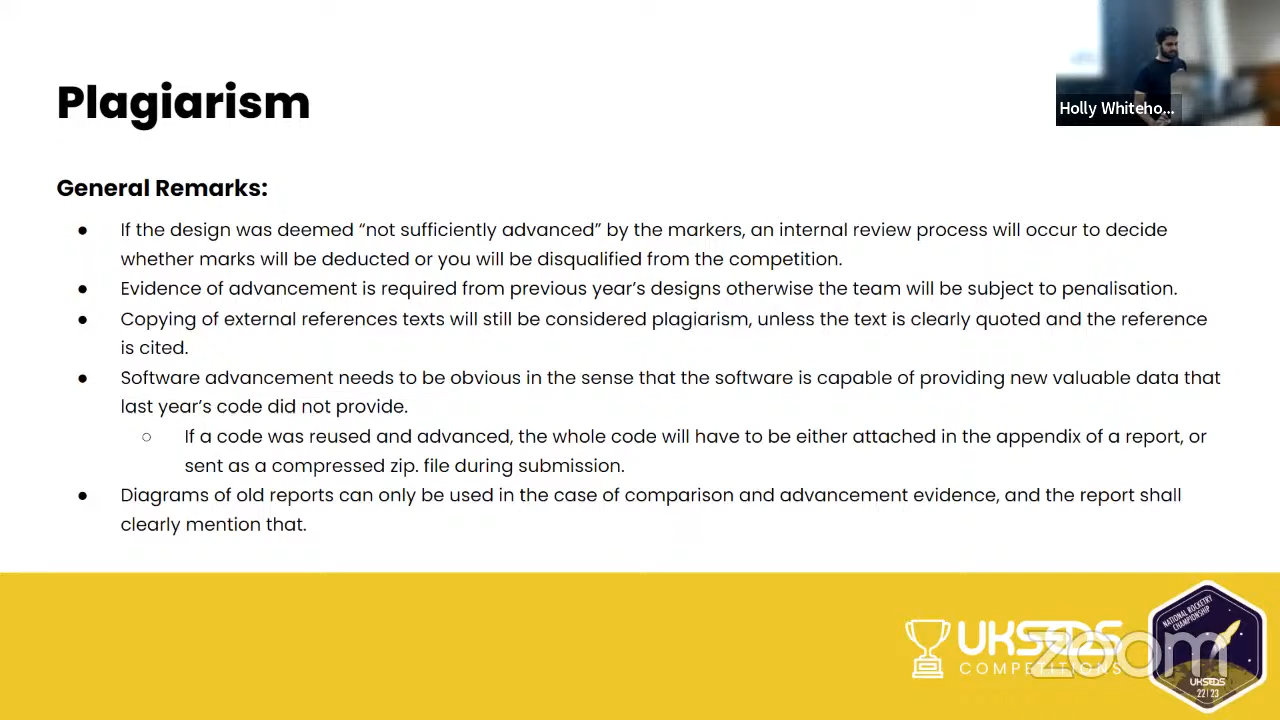 Plagiarism
Holly Whiteho...
General Remarks:
● If the design was deemed “not sufficiently advanced” by the markers, an internal review process will occur to decide
whether marks will be deducted or you will be disqualified from the competition.
● Evidence of advancement is required from previous year’s designs otherwise the team will be subject to penalisation.
● Copying of external references texts will still be considered plagiarism, unless the text is clearly quoted and the reference
is cited.
● Software advancement needs to be obvious in the sense that the software is capable of providing new valuable data that
last year’s code did not provide.
○ If a code was reused and advanced, the whole code will have to be either attached in the appendix of a report, or
sent as a compressed zip. file during submission.
● Diagrams of old reports can only be used in the case of comparison and advancement evidence, and the report shall
clearly mention that.
UKSEDS
COMPETITIONS
zoom
NATIONAL ROCKETRY
CHAMPIONSHIP
UKSEDS
22|23